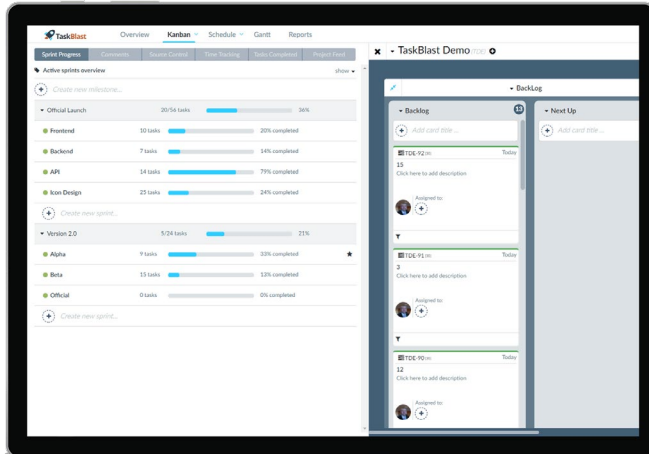 TaskBlast
Overview Kanban Schedule Gantt Reports
Sprint Progress Comments Source Control Time Tracking Tasks Completed Project Feed
Active sprints overview show
Create new milestone...
Official Launch 20/56 tasks 36%
Frontend 10 tasks 20% completed
Backend 7 tasks 14% completed
API 14 tasks 79% completed
Icon Design 25 tasks 24% completed
Create new sprint...
Version 2.0 5/24 tasks 21%
Alpha 9 tasks 33% completed
Beta 15 tasks 13% completed
Official 0 tasks 0% completed
Create new sprint...
TaskBlast Demo (TDE)
BackLog
Backlog 13
Add card title ...
TDE-92 Today
15
Click here to add description
Assigned to:
TDE-91 Today
3
Click here to add description
Assigned to:
TDE-90 Today
12
Click here to add description
Assigned to:
Next Up
Add card title ...